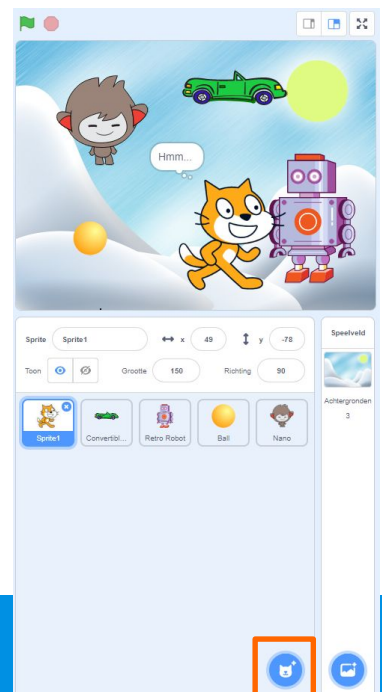 Hmm...
Sprite Sprite1 x 49 y -78
Toon Grootte 150 Richting 90
Speelveld
Achtergronden
3
Sprite1 Convertibl... Retro Robot Ball Nano